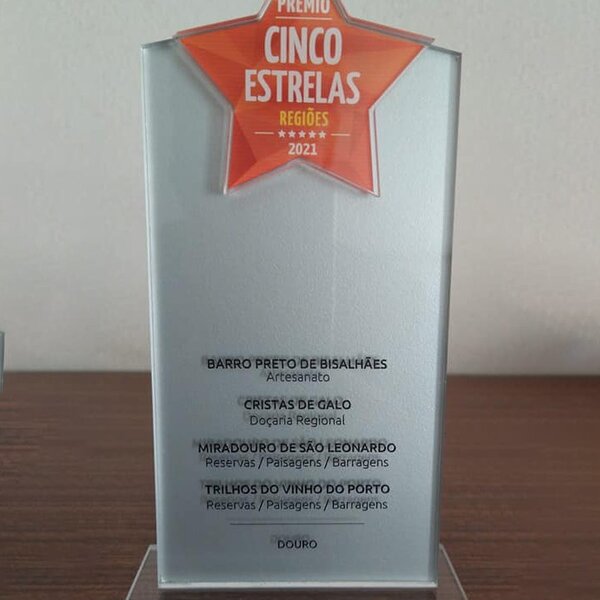 PRÉMIO
CINCO
ESTRELAS
REGIÕES
2021
BARRO PRETO DE BISALHÃES
Artesanato
CRISTAS DE GALO
Doçaria Regional
MIRADOURO DE SÃO LEONARDO
Reservas / Paisagens / Barragens
TRILHOS DO VINHO DO PORTO
Reservas / Paisagens / Barragens
DOURO